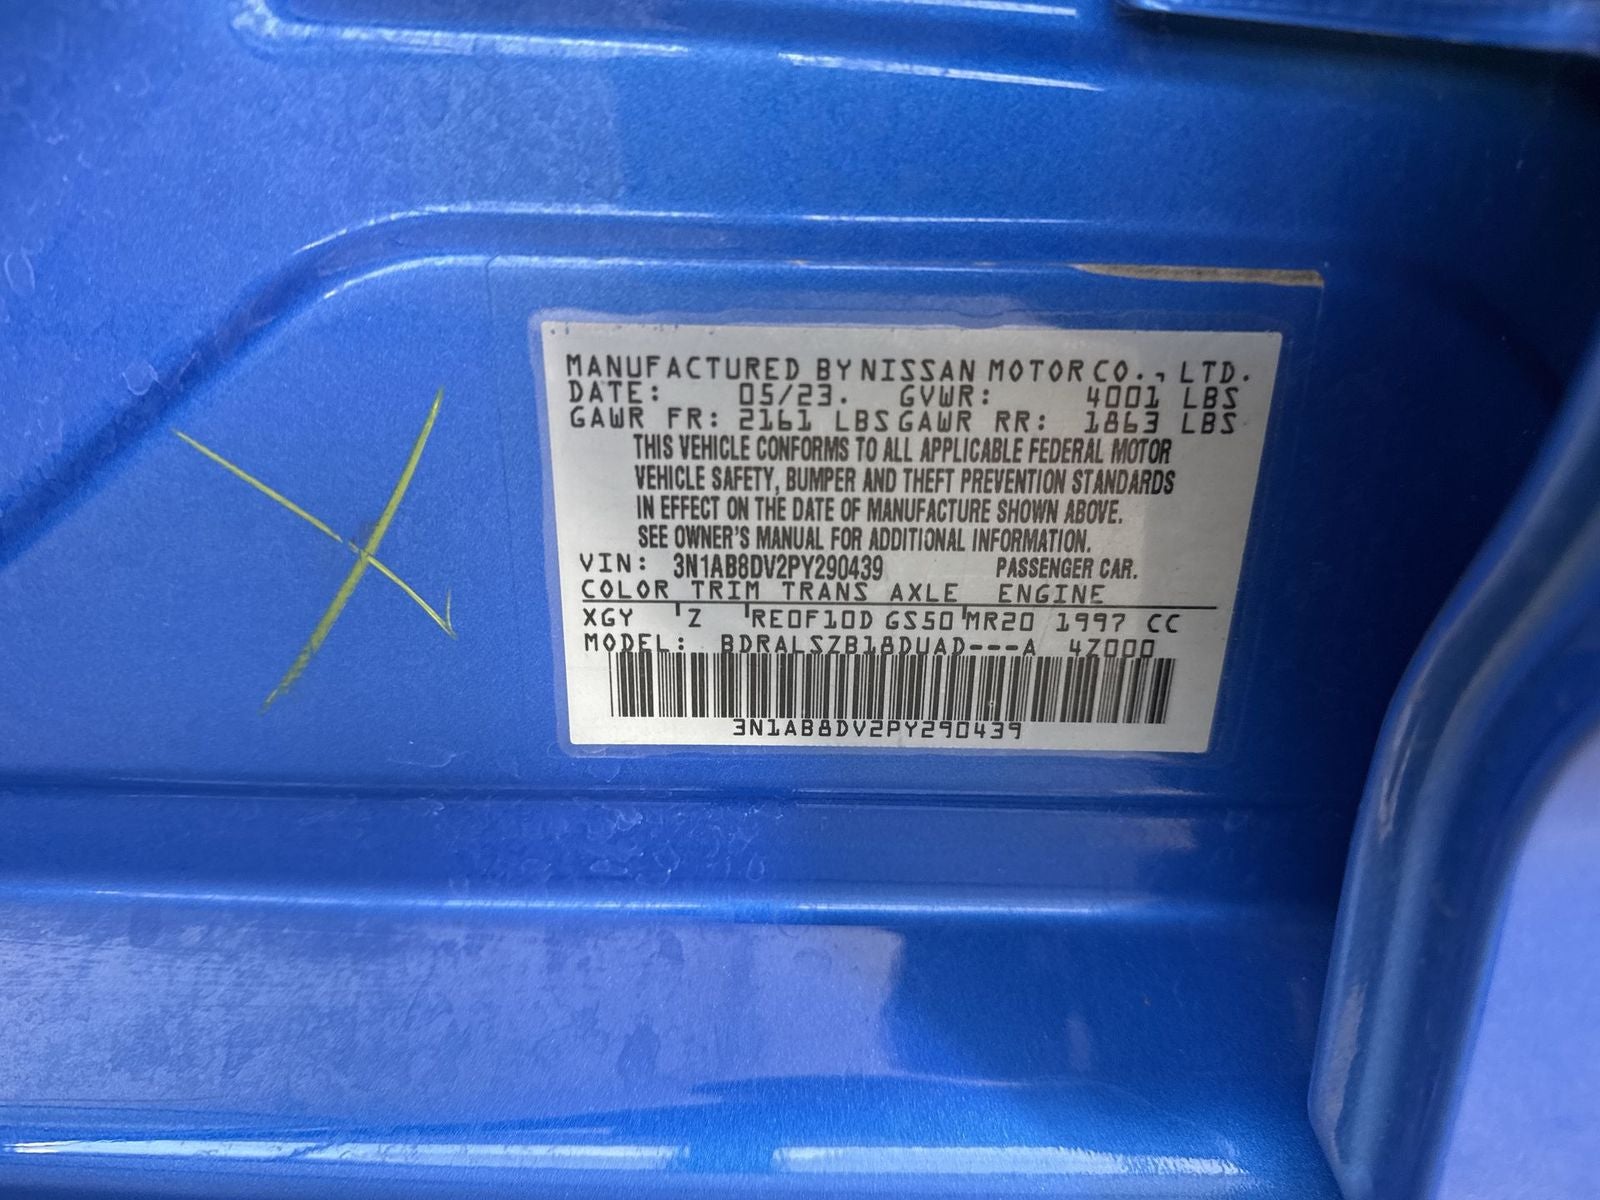 MANUFACTURED BY NISSAN MOTOR CO., LTD.
DATE: 05/23. GVWR: 4001 LBS
GAWR FR: 2161 LBS GAWR RR: 1863 LBS
THIS VEHICLE CONFORMS TO ALL APPLICABLE FEDERAL MOTOR
VEHICLE SAFETY, BUMPER AND THEFT PREVENTION STANDARDS
IN EFFECT ON THE DATE OF MANUFACTURE SHOWN ABOVE.
SEE OWNER'S MANUAL FOR ADDITIONAL INFORMATION.
VIN: 3N1AB8DV2PY290439 PASSENGER CAR.
COLOR TRIM TRANS AXLE ENGINE
XGY Z RE0F10D GS50 MR20 1997 CC
MODEL: BDRALSZB18DUAD---A 4Z000
3N1AB8DV2PY290439